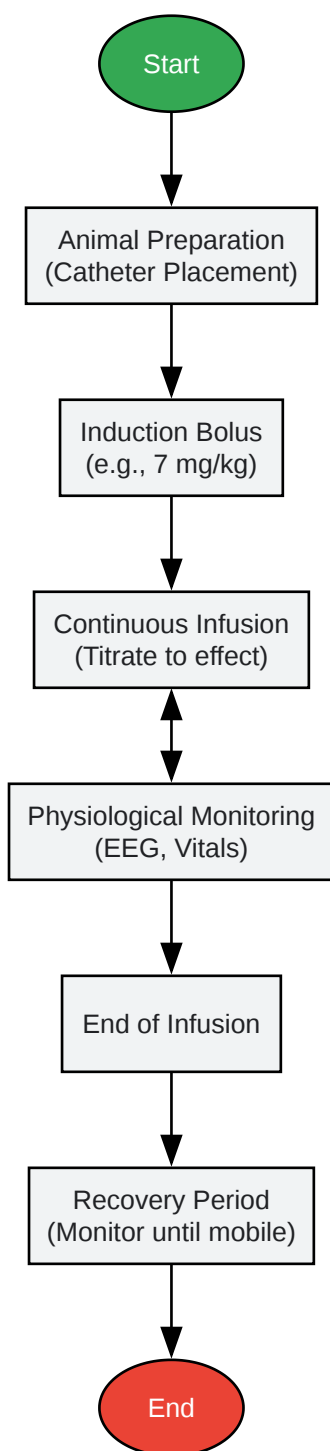 Start
Animal Preparation
(Catheter Placement)
Induction Bolus
(e.g., 7 mg/kg)
Continuous Infusion
(Titrate to effect)
Physiological Monitoring
(EEG, Vitals)
End of Infusion
Recovery Period
(Monitor until mobile)
End